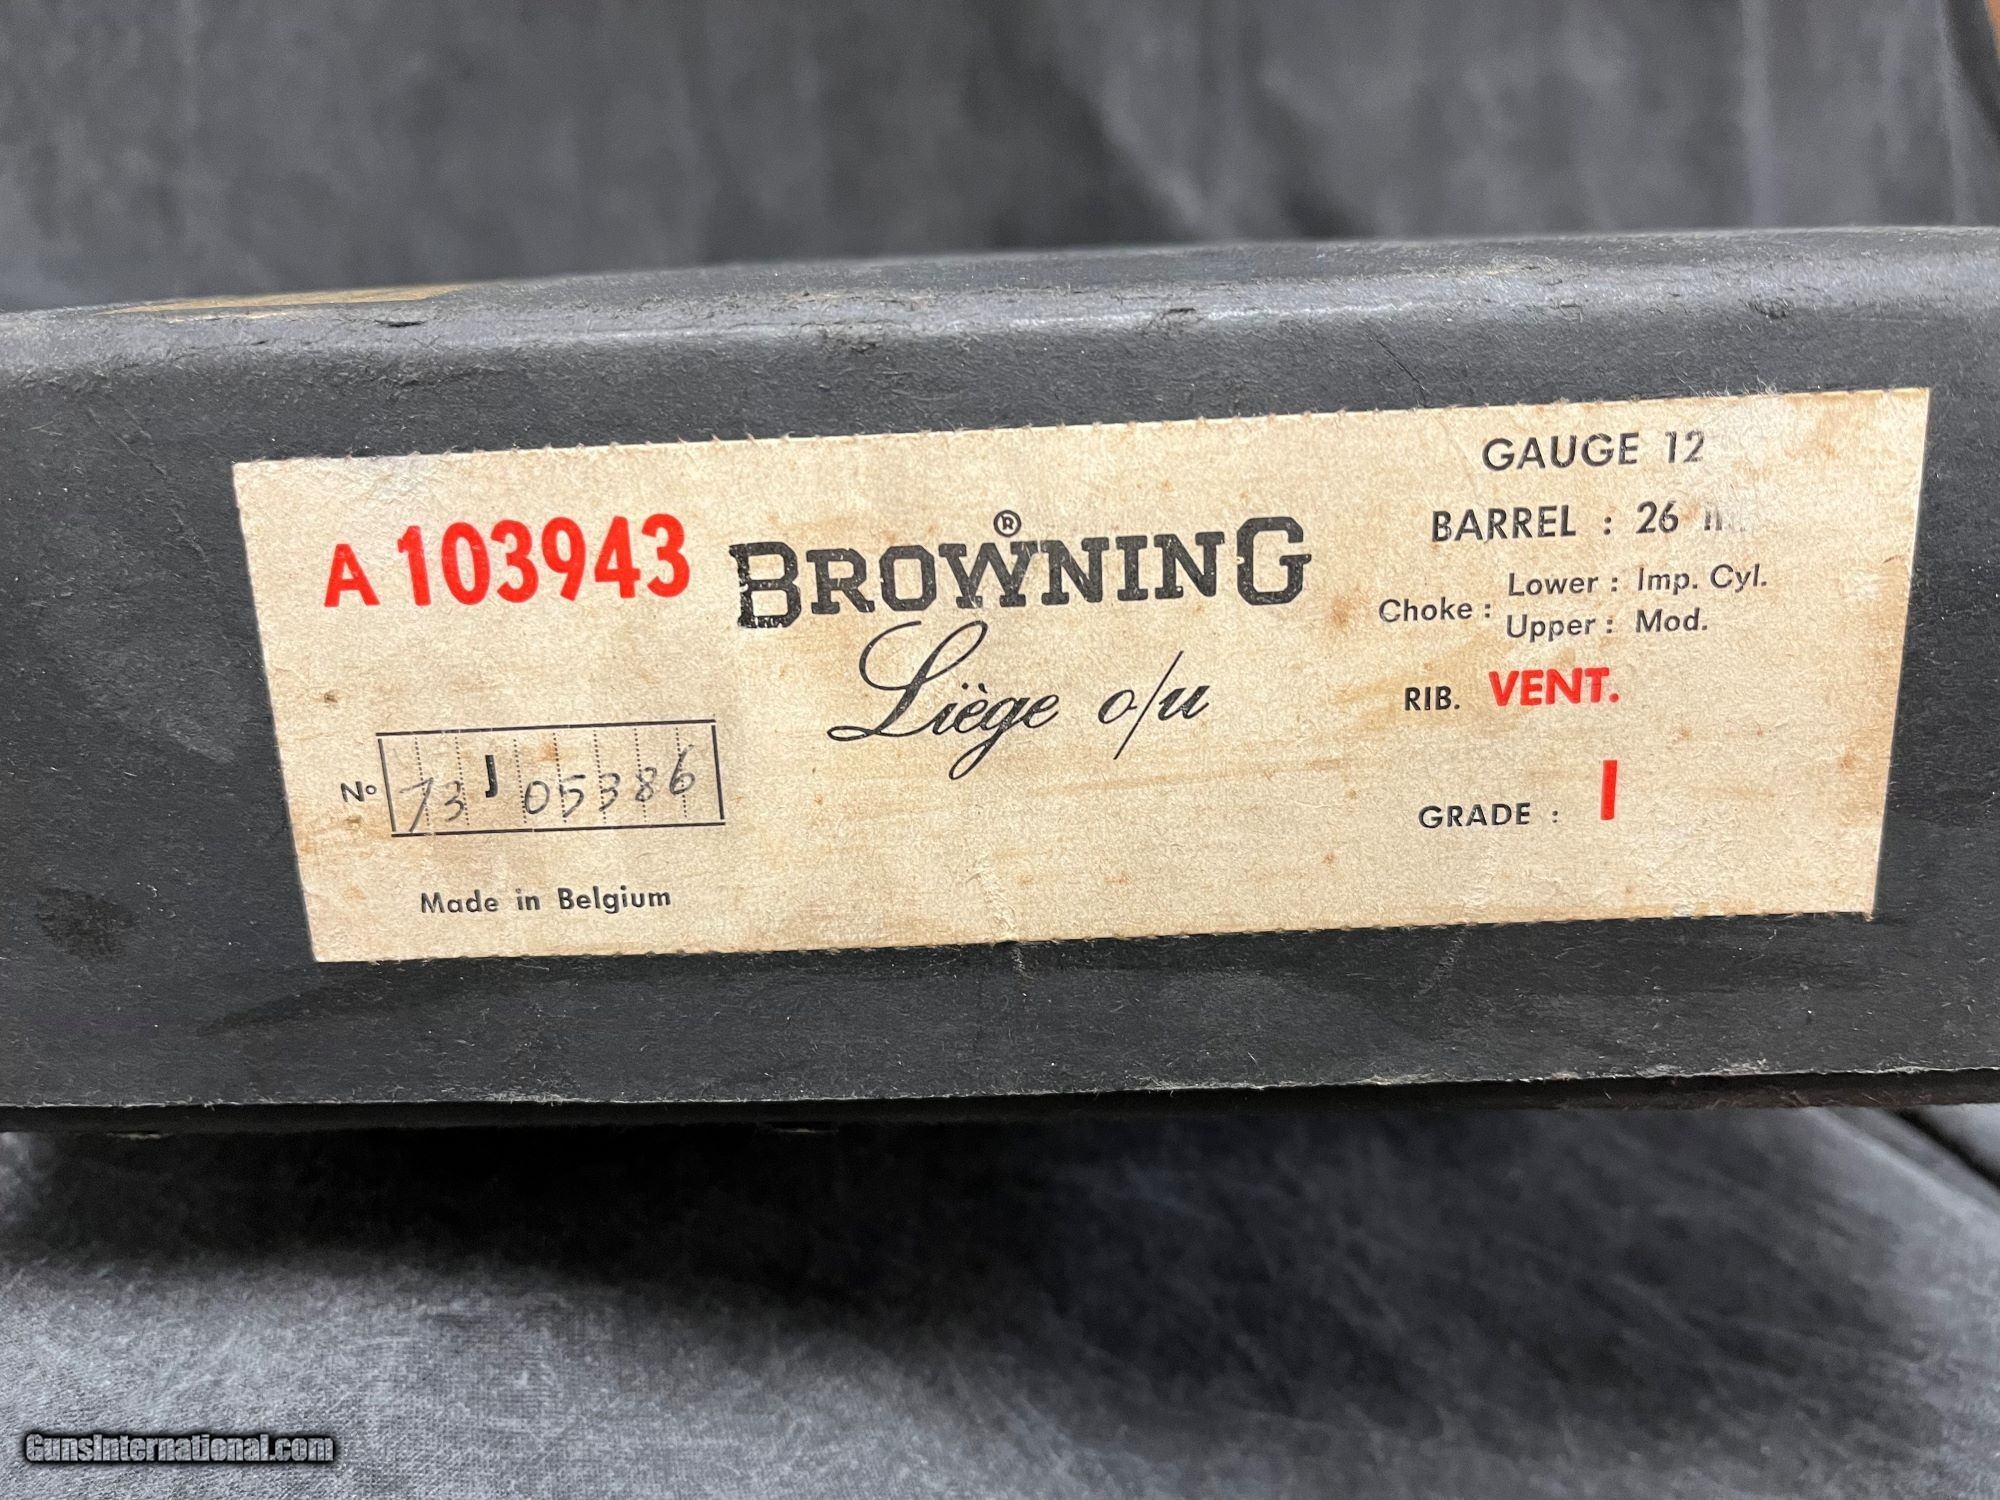 A 103943
No 73 J 05386
Made in Belgium
BROWNING ®
Liège o/u
GAUGE 12
BARREL : 26
Choke : Lower : Imp. Cyl.
Upper : Mod.
RIB. VENT.
GRADE : I
GunsInternational.com